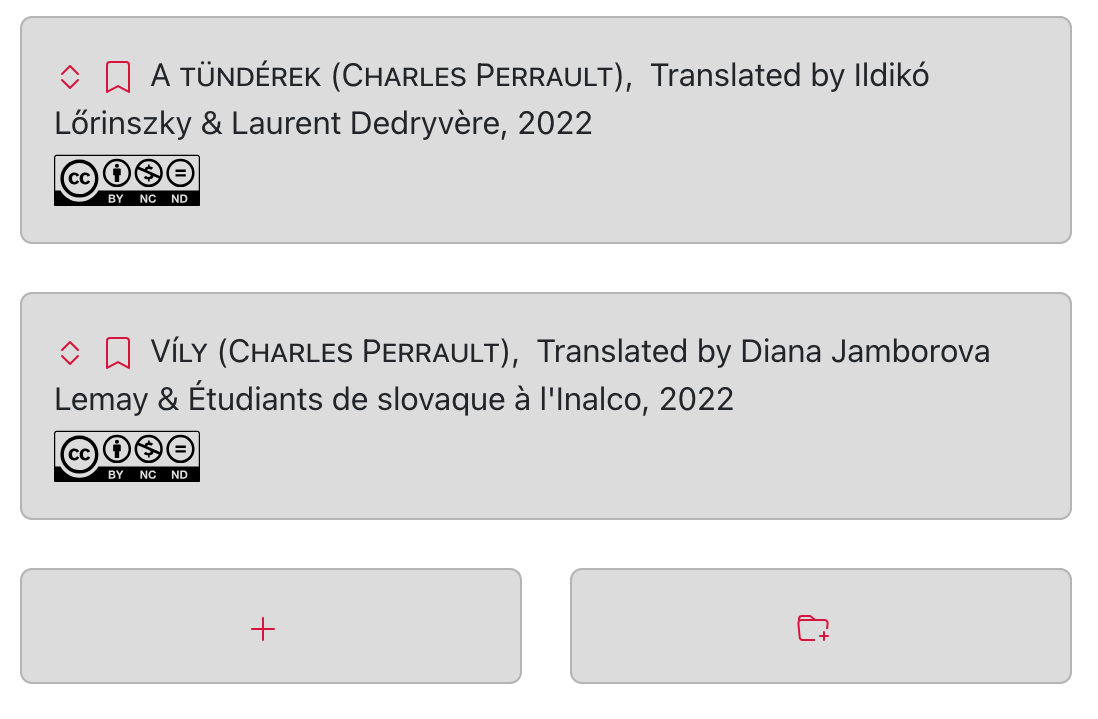 A TÜNDÉREK (CHARLES PERRAULT), Translated by Ildikó
Lőrinszky & Laurent Dedryvère, 2022
cc BY NC ND
VÍLY (CHARLES PERRAULT), Translated by Diana Jamborova
Lemay & Étudiants de slovaque à l'Inalco, 2022
cc BY NC ND